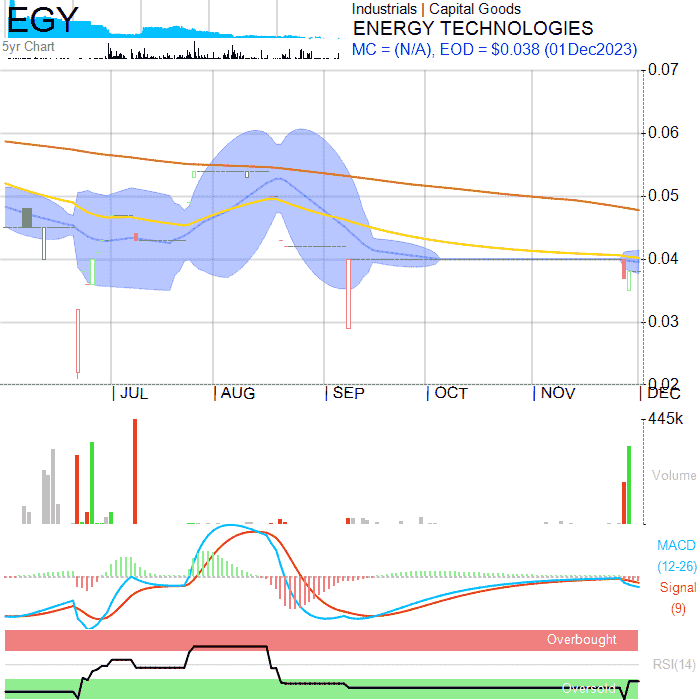 EGY
Industrials | Capital Goods
ENERGY TECHNOLOGIES
5yr Chart
MC = (N/A), EOD = $0.038 (01Dec2023)
0.07
0.06
0.05
0.04
0.03
0.02
JUL AUG SEP OCT NOV DEC
445k
Volume
MACD
(12-26)
Signal
(9)
Overbought
RSI(14)
Oversold